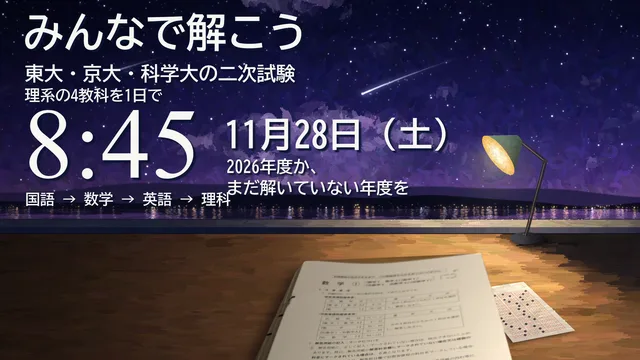 みんなで解こう
東大・京大・科学大の二次試験
理系の4教科を1日で
8:45
11月28日（土）
2026年度か、
まだ解いていない年度を
国語 → 数学 → 英語 → 理科
数 学 ①